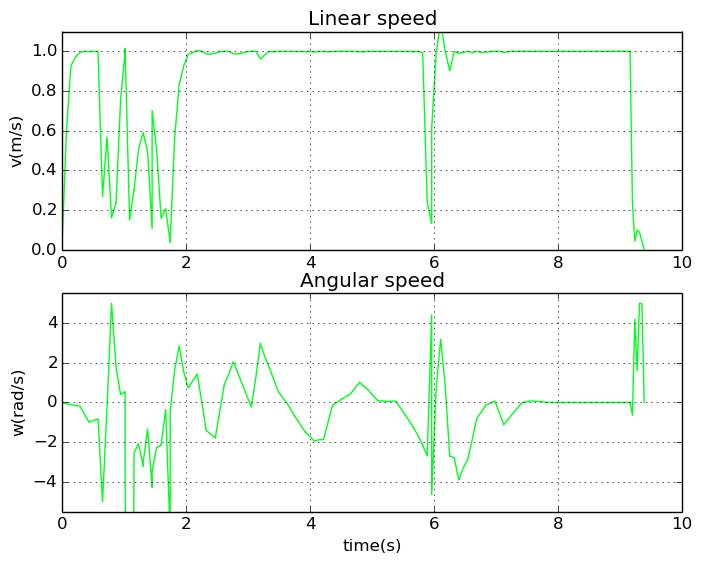 Linear speed
1.0
0.8
0.6
0.4
0.2
0.0
v(m/s)
0 2 4 6 8 10
Angular speed
4
2
0
−2
−4
w(rad/s)
0 2 4 6 8 10
time(s)